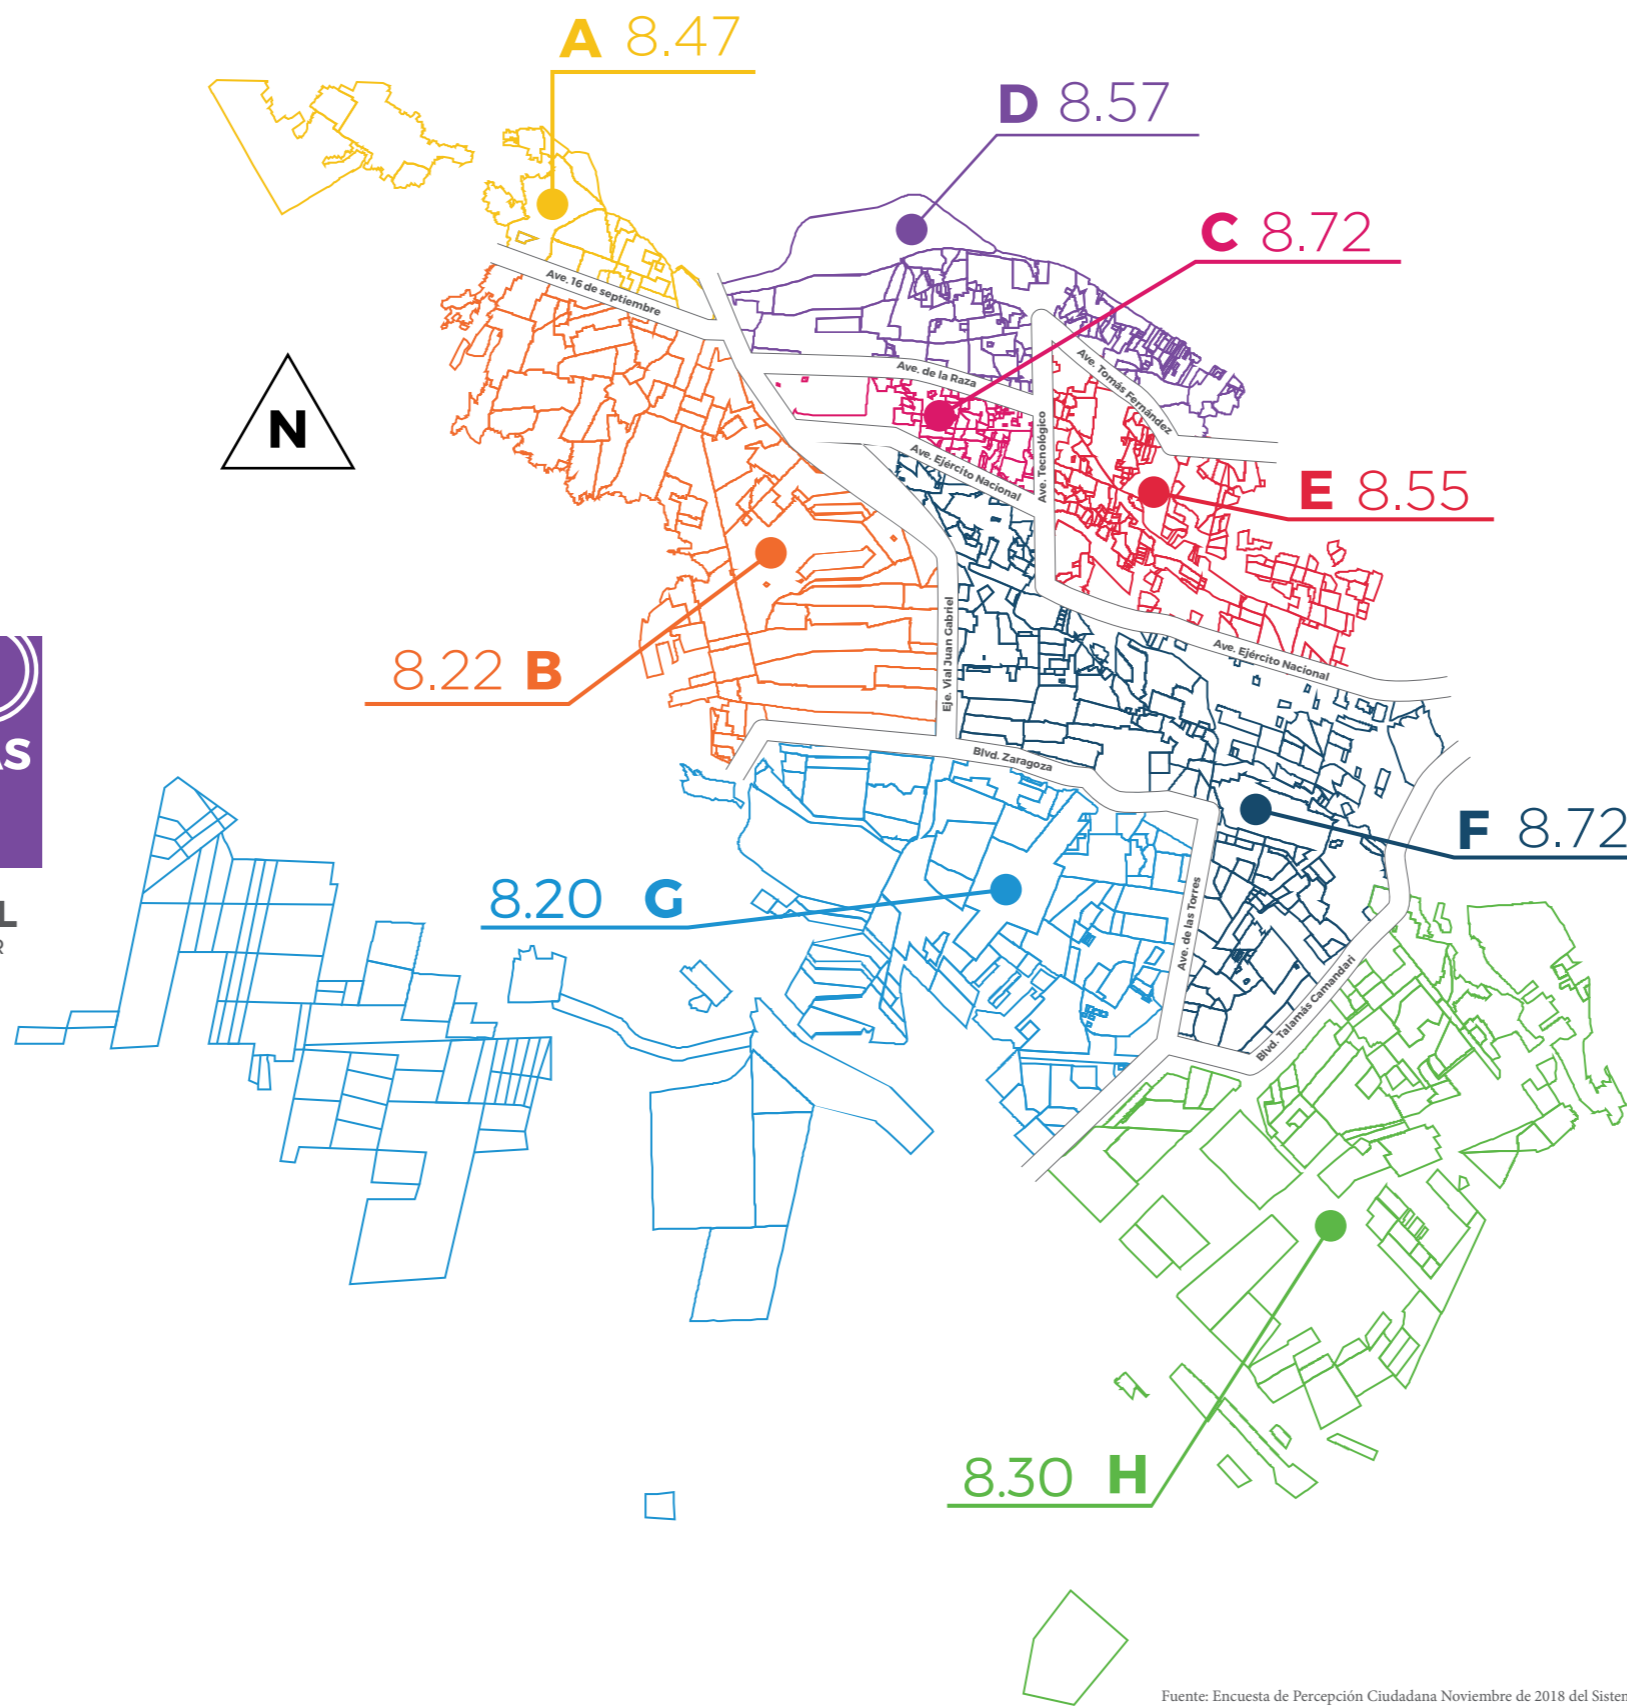 A 8.47
D 8.57
C 8.72
Ave. 16 de septiembre
Ave. de la Raza
Ave. Tomás Fernández
N
Ave. Tecnológico
Ave. Ejército Nacional
E 8.55
8.22 B
Eje. Vial Juan Gabriel
Ave. Ejército Nacional
AS
Blvd. Zaragoza
F 8.72
8.20 G
L
R
Ave. de las Torres
Blvd. Talamás Camandari
8.30 H
Fuente: Encuesta de Percepción Ciudadana Noviembre de 2018 del Sistem